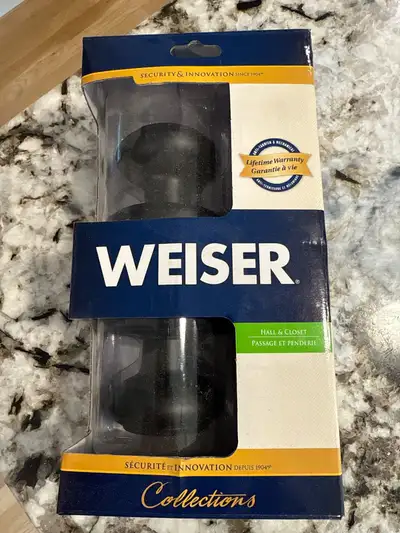 SECURITY & INNOVATION SINCE 1904®
Lifetime Warranty
Garantie à vie
WEISER®
HALL & CLOSET
PASSAGE ET PENDERIE
SÉCURITÉ ET INNOVATION DEPUIS 1904®
Collections